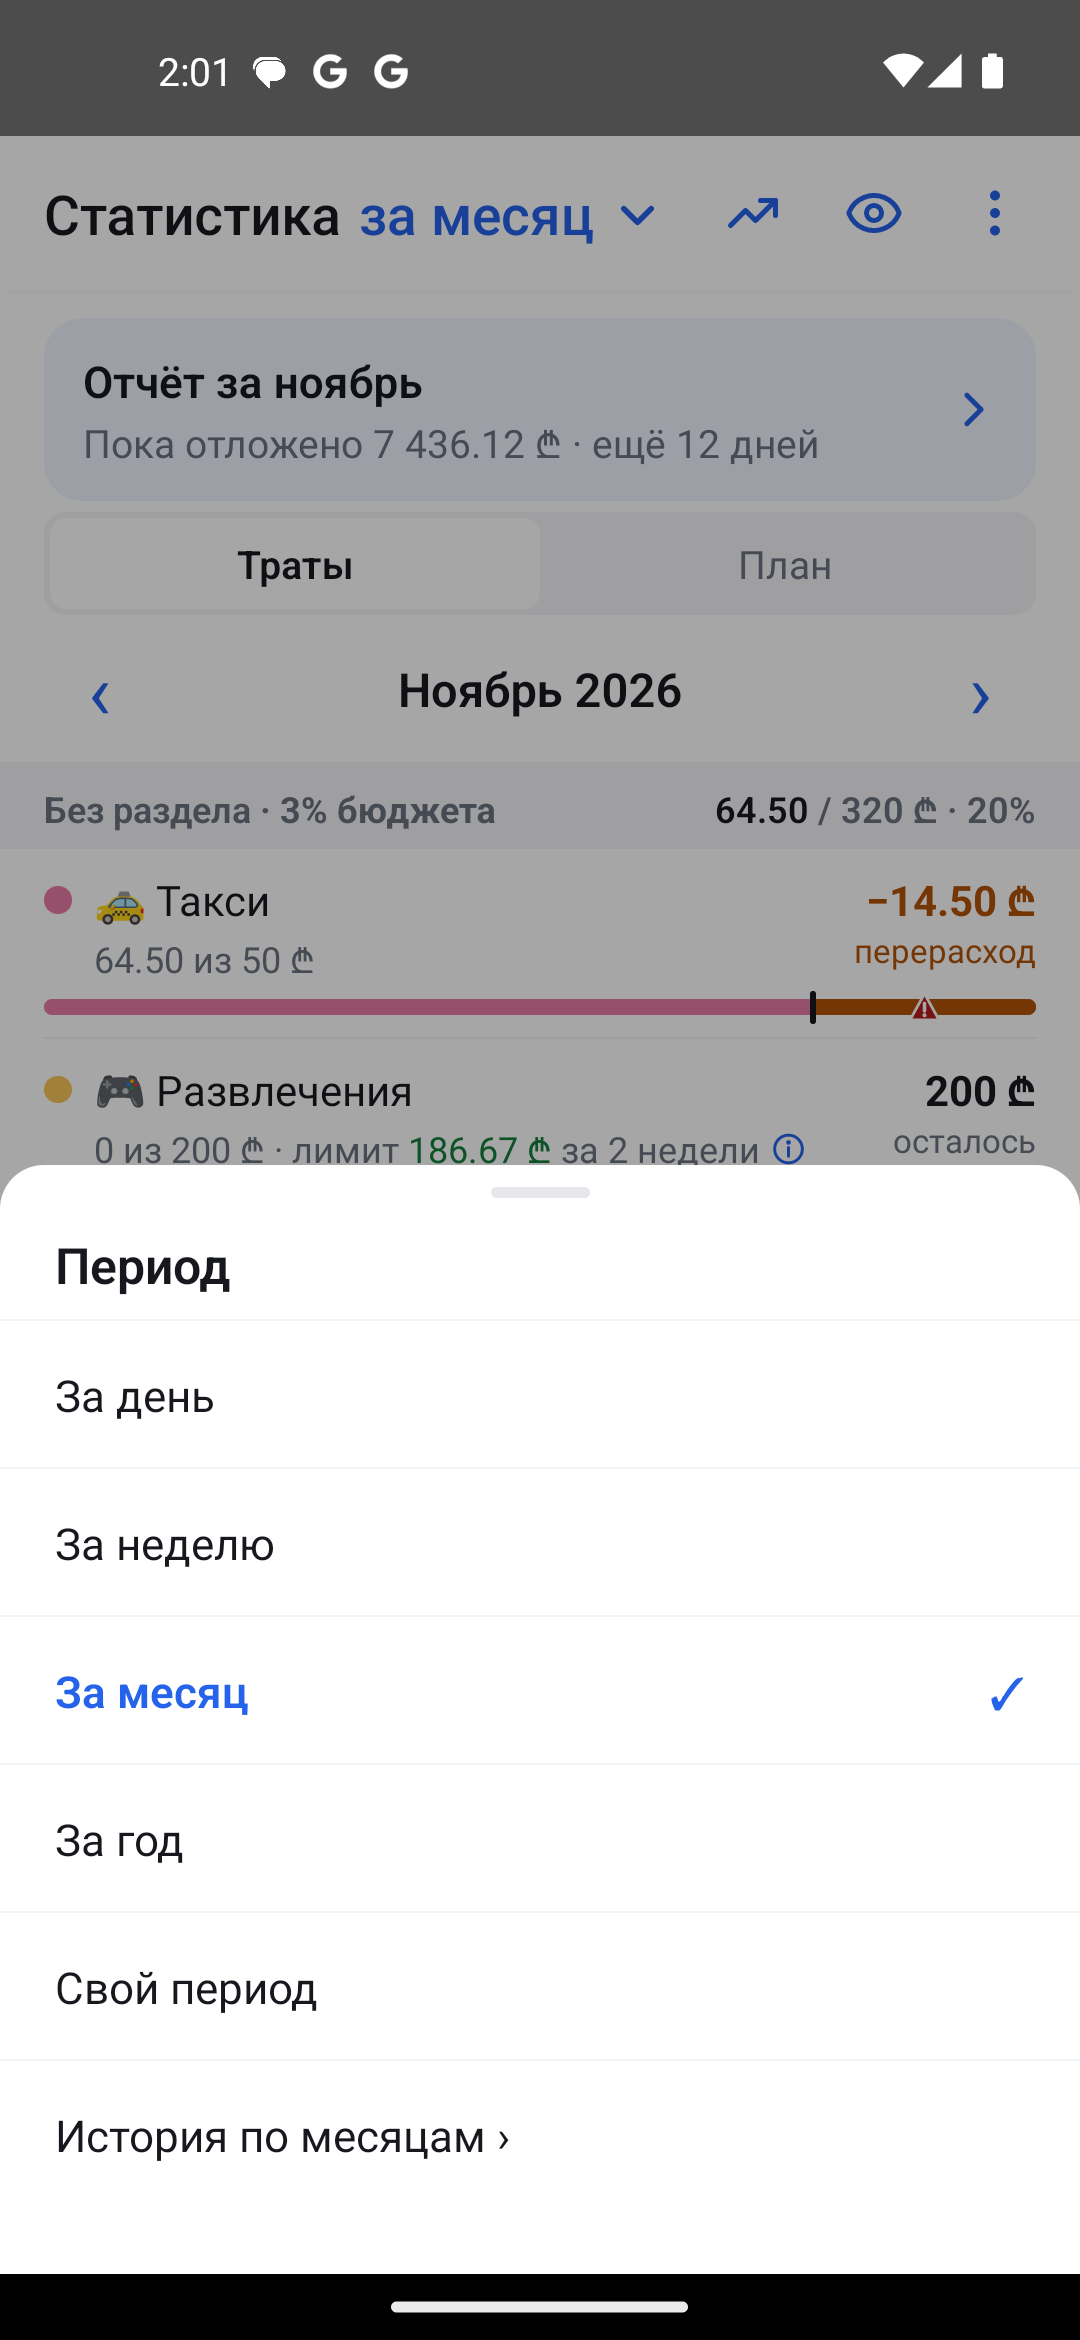 2:01
Статистика за месяц
Отчёт за ноябрь
Пока отложено 7 436.12 ₾ · ещё 12 дней
Траты
План
‹ Ноябрь 2026 ›
Без раздела · 3% бюджета
64.50 / 320 ₾ · 20%
🚕 Такси
−14.50 ₾
64.50 из 50 ₾
перерасход
🎮 Развлечения
200 ₾
0 из 200 ₾ · лимит 186.67 ₾ за 2 недели
осталось
Период
За день
За неделю
За месяц ✓
За год
Свой период
История по месяцам ›